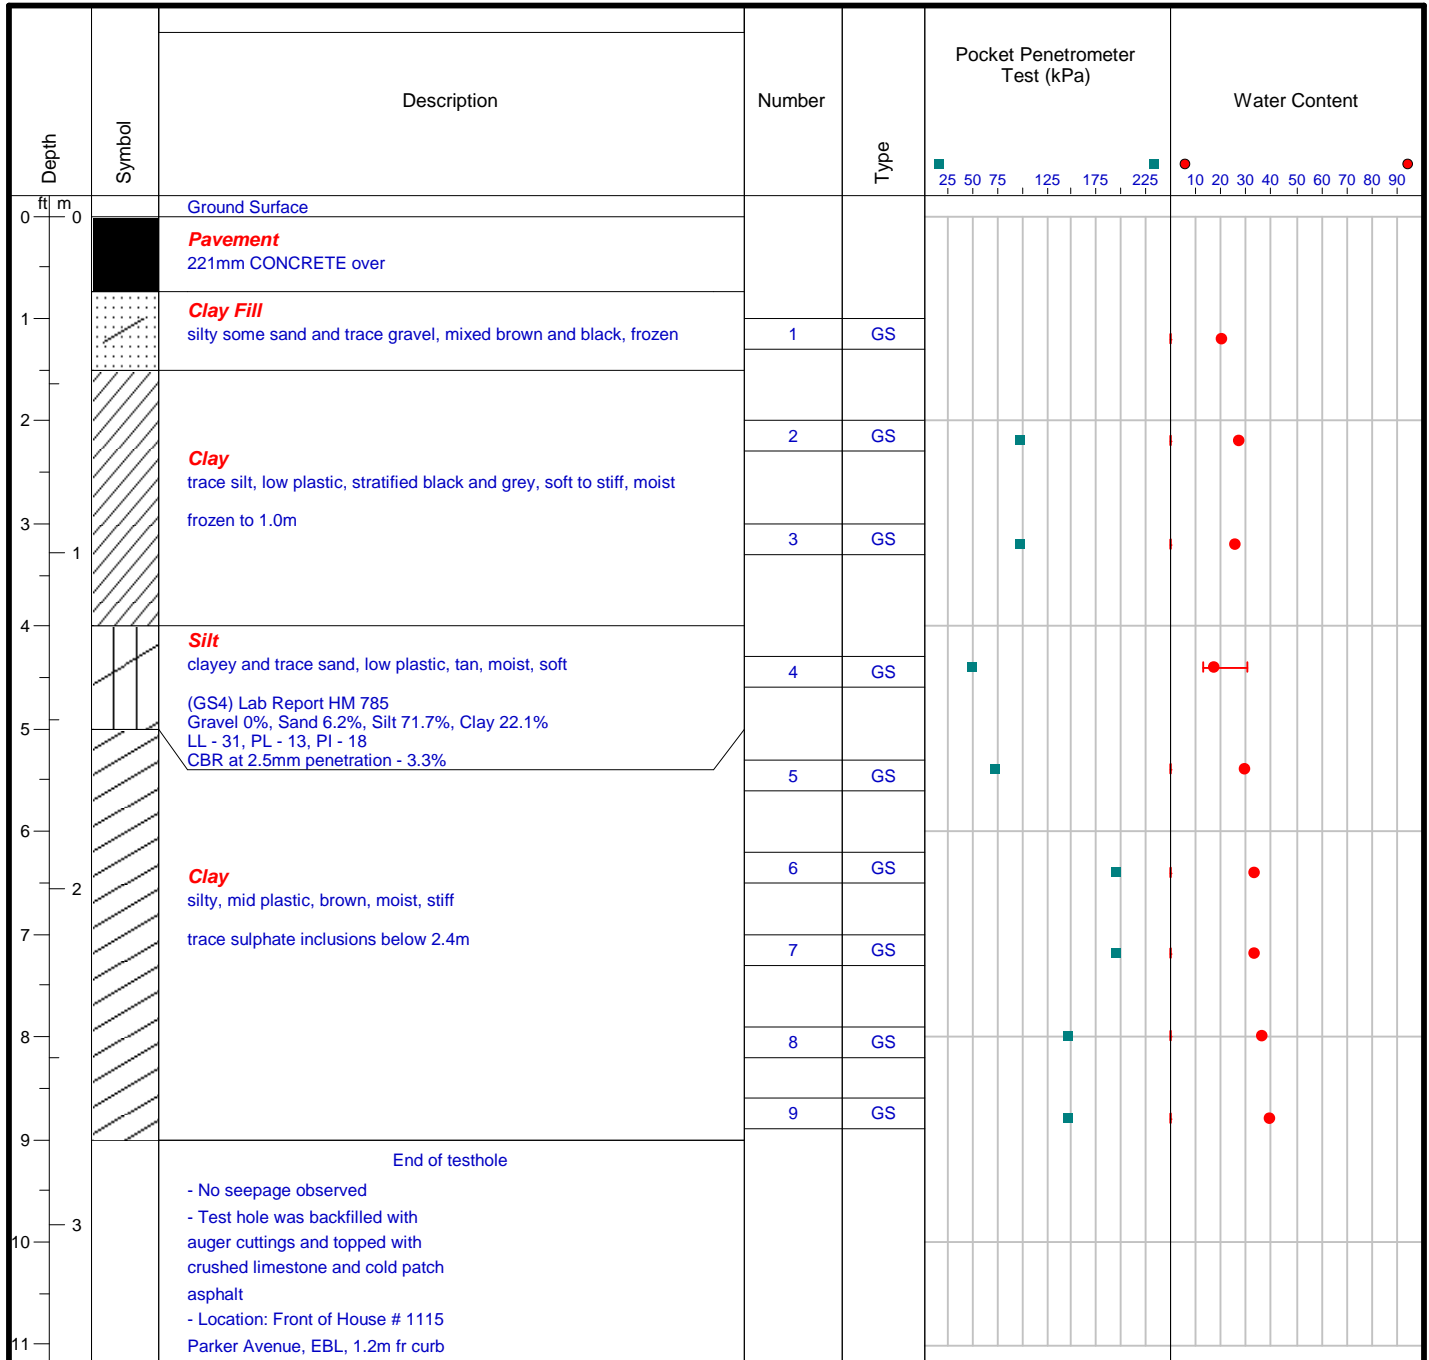 Depth
Symbol
Description
Number
Type
Pocket Penetrometer
Test (kPa)
Water Content
25 50 75 125 175 225
10 20 30 40 50 60 70 80 90
ft m
0 0
Ground Surface
Pavement
221mm CONCRETE over
Clay Fill
1
silty some sand and trace gravel, mixed brown and black, frozen
1 GS
2
2 GS
Clay
trace silt, low plastic, stratified black and grey, soft to stiff, moist
frozen to 1.0m
3
3 GS
1
4
Silt
clayey and trace sand, low plastic, tan, moist, soft
4 GS
(GS4) Lab Report HM 785
Gravel 0%, Sand 6.2%, Silt 71.7%, Clay 22.1%
5
LL - 31, PL - 13, PI - 18
CBR at 2.5mm penetration - 3.3%
5 GS
6
6 GS
Clay
2
silty, mid plastic, brown, moist, stiff
7
trace sulphate inclusions below 2.4m
7 GS
8
8 GS
9 GS
9
End of testhole
- No seepage observed
- Test hole was backfilled with
3
10
auger cuttings and topped with
crushed limestone and cold patch
asphalt
- Location: Front of House # 1115
11
Parker Avenue, EBL, 1.2m fr curb